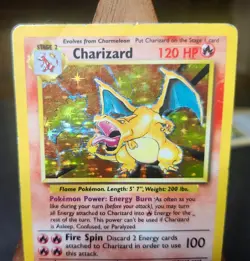 Evolves from Charmeleon Put Charizard on the Stage 1 card
STAGE 2
Charizard 120 HP
Flame Pokémon. Length: 5' 7", Weight: 200 lbs.
Pokémon Power: Energy Burn (As often as you
like during your turn (before your attack), you may turn
all Energy attached to Charizard into for the
rest of the turn. This power can't be used if Charizard
is Asleep, Confused, or Paralyzed.
Fire Spin Discard 2 Energy cards
attached to Charizard in order to use
this attack.
100